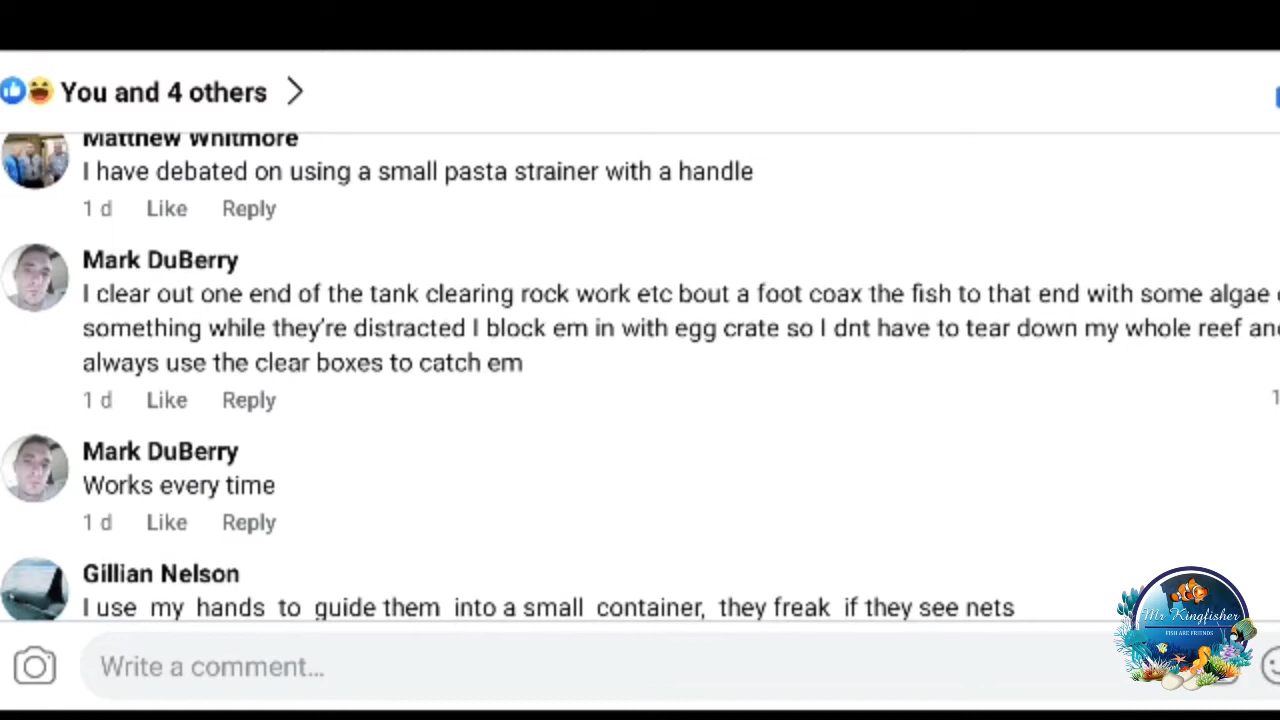 You and 4 others
Matthew Whitmore
I have debated on using a small pasta strainer with a handle
1 d Like Reply
Mark DuBerry
I clear out one end of the tank clearing rock work etc bout a foot coax the fish to that end with some algae
something while they're distracted I block em in with egg crate so I dnt have to tear down my whole reef and
always use the clear boxes to catch em
1 d Like Reply
1
Mark DuBerry
Works every time
1 d Like Reply
Gillian Nelson
I use my hands to guide them into a small container, they freak if they see nets
Mr Kingfisher
FISH ARE FRIENDS
Write a comment...